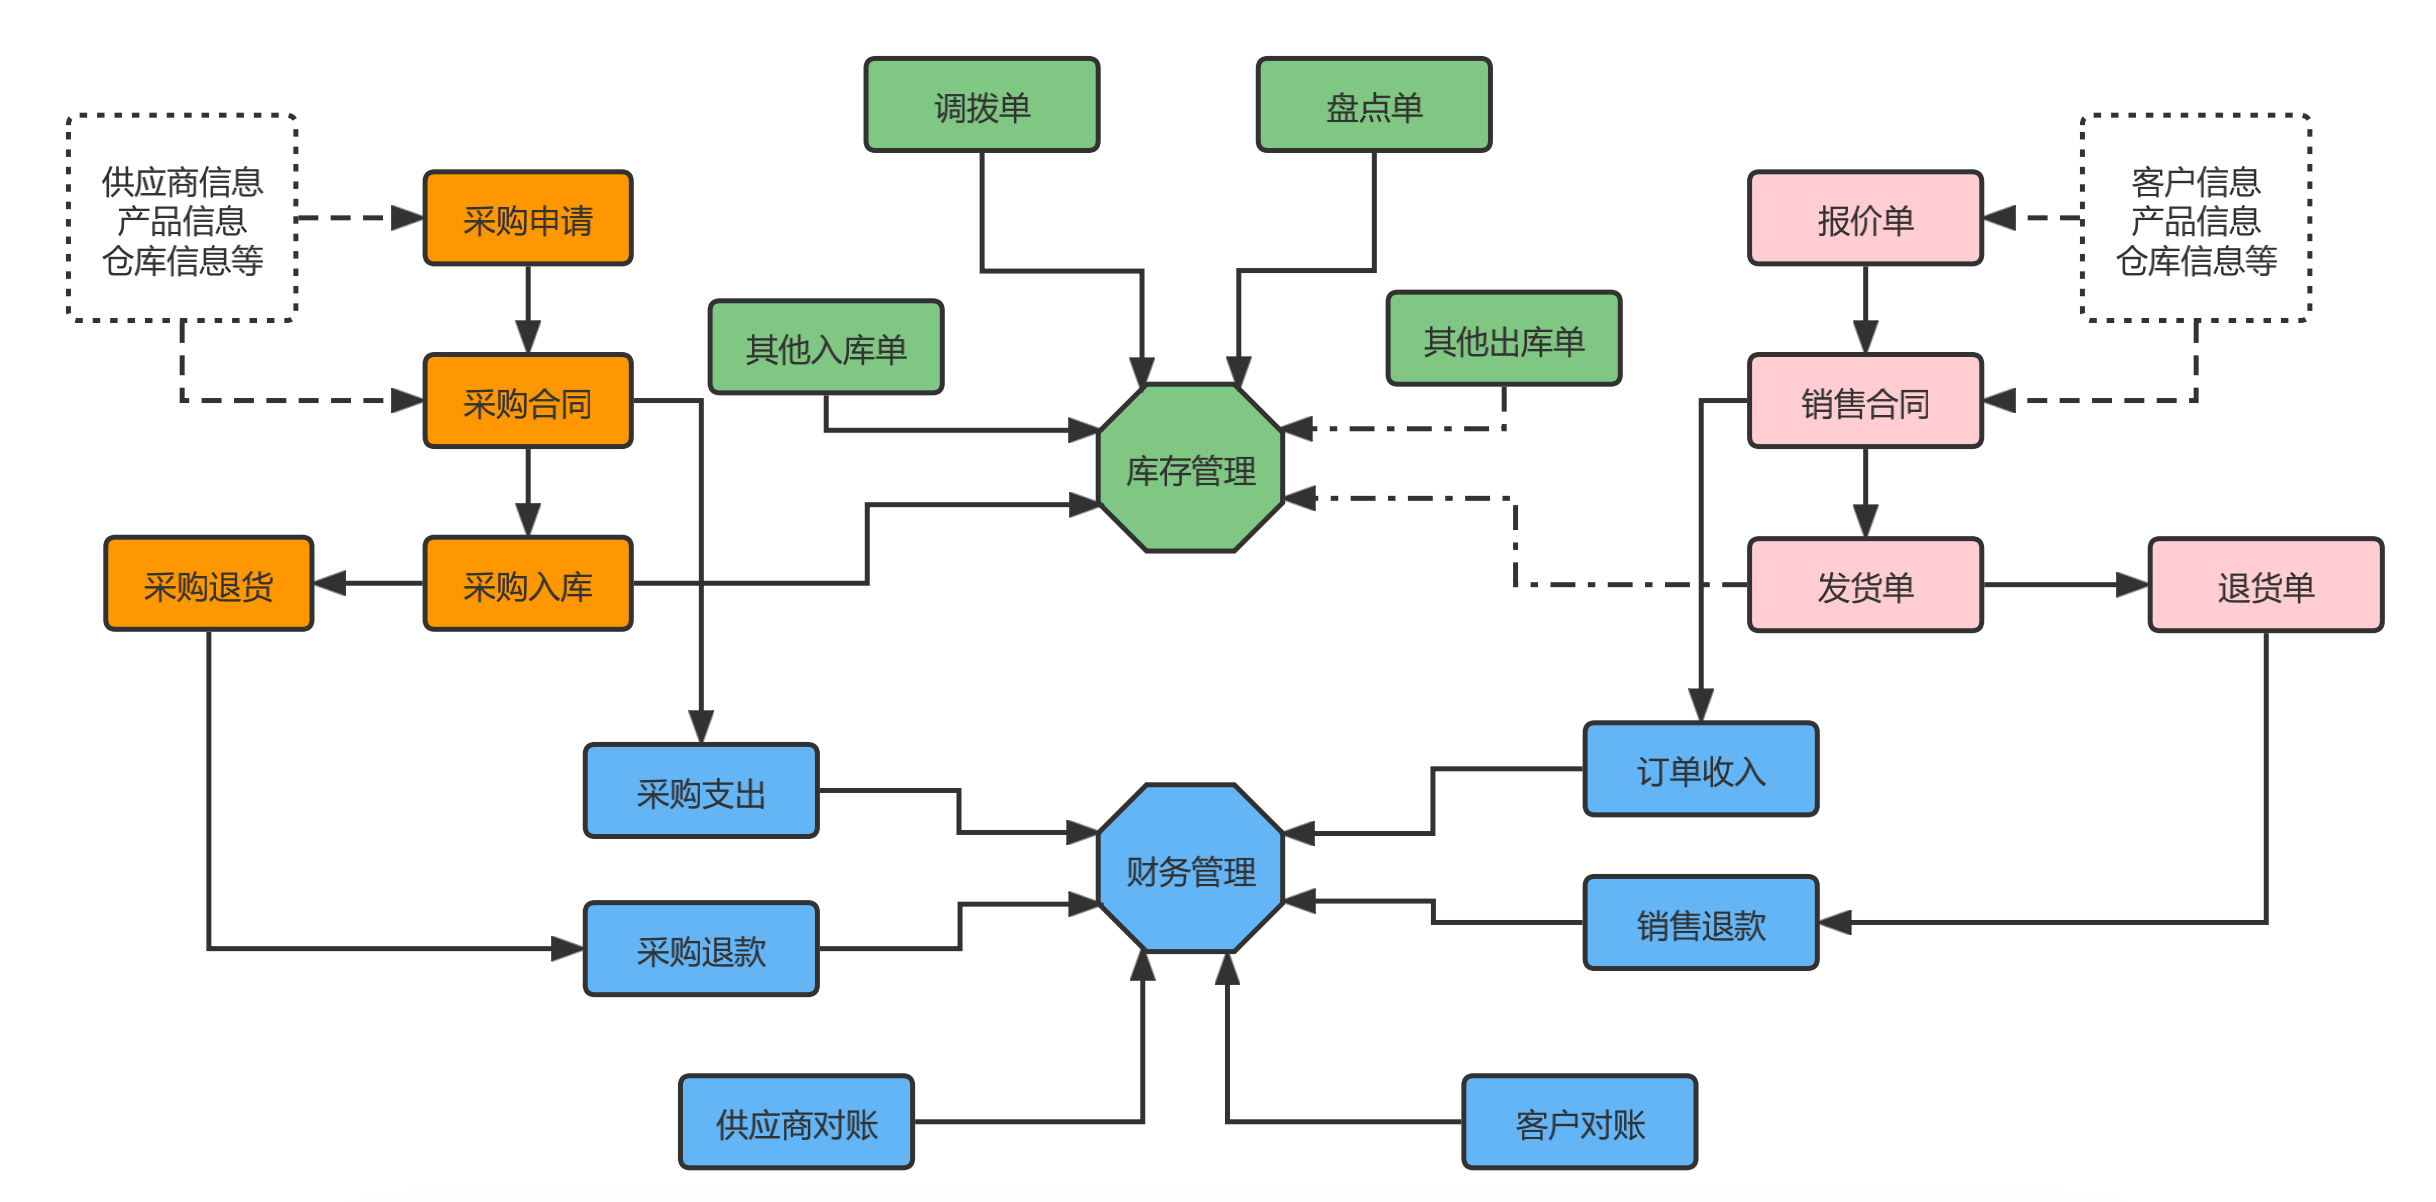 调拨单
盘点单
供应商信息
产品信息
仓库信息等
采购申请
报价单
客户信息
产品信息
仓库信息等
其他入库单
其他出库单
采购合同
销售合同
库存管理
采购退货
采购入库
发货单
退货单
采购支出
订单收入
财务管理
采购退款
销售退款
供应商对账
客户对账